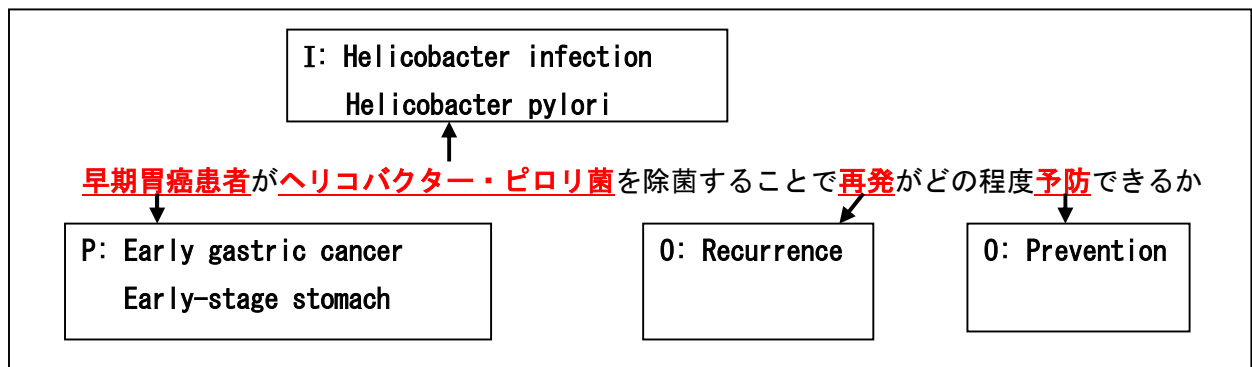 I: Helicobacter infection
Helicobacter pylori
早期胃癌患者がヘリコバクター・ピロリ菌を除菌することで再発がどの程度予防できるか
P: Early gastric cancer
Early-stage stomach
O: Recurrence
O: Prevention